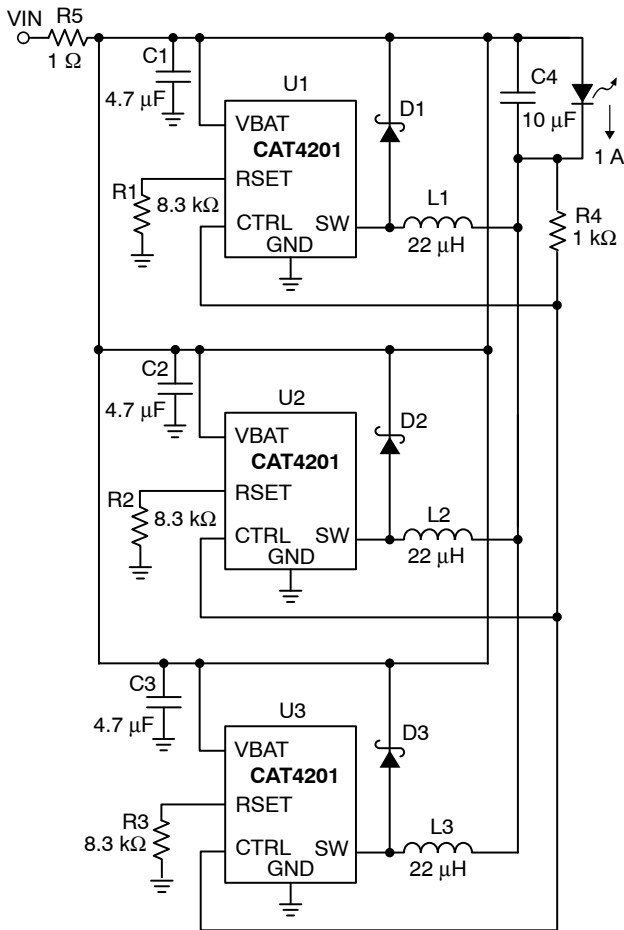 VIN
R5
1 Ω
C1
4.7 μF
U1
VBAT
CAT4201
RSET
CTRL
SW
GND
R1
8.3 kΩ
D1
L1
22 μH
C4
10 μF
1 A
R4
1 kΩ
C2
4.7 μF
U2
VBAT
CAT4201
RSET
CTRL
SW
GND
R2
8.3 kΩ
D2
L2
22 μH
C3
4.7 μF
U3
VBAT
CAT4201
RSET
CTRL
SW
GND
R3
8.3 kΩ
D3
L3
22 μH